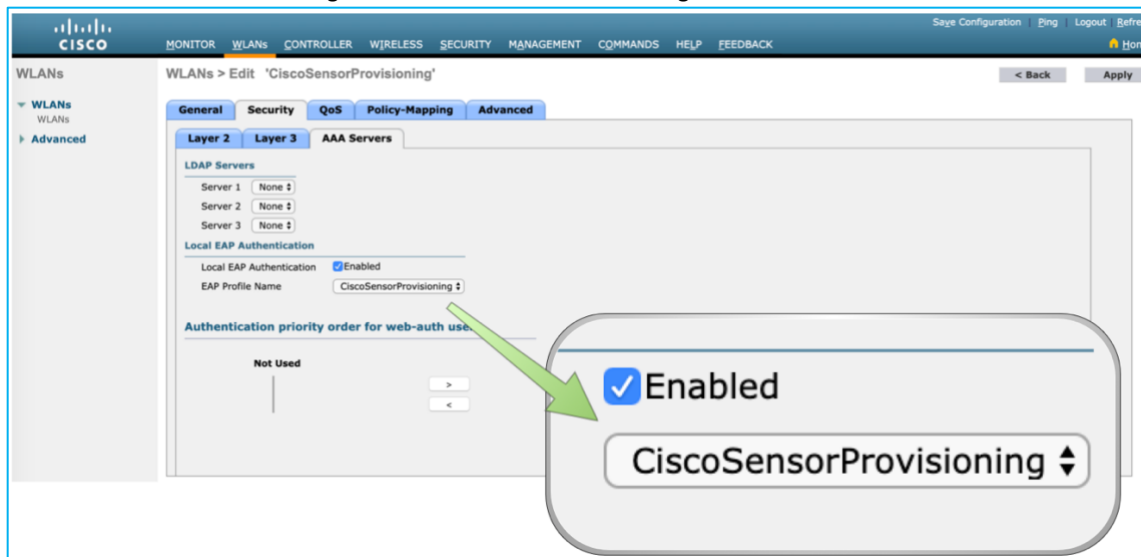 Save Configuration | Ping | Logout | Refre
CISCO
MONITOR WLANs CONTROLLER WIRELESS SECURITY MANAGEMENT COMMANDS HELP FEEDBACK
Hon
WLANs
WLANs > Edit 'CiscoSensorProvisioning'
< Back Apply
WLANs
WLANs
Advanced
General Security QoS Policy-Mapping Advanced
Layer 2 Layer 3 AAA Servers
LDAP Servers
Server 1 None
Server 2 None
Server 3 None
Local EAP Authentication
Local EAP Authentication Enabled
EAP Profile Name CiscoSensorProvisioning
Authentication priority order for web-auth use
Not Used
>
<
Enabled
CiscoSensorProvisioning